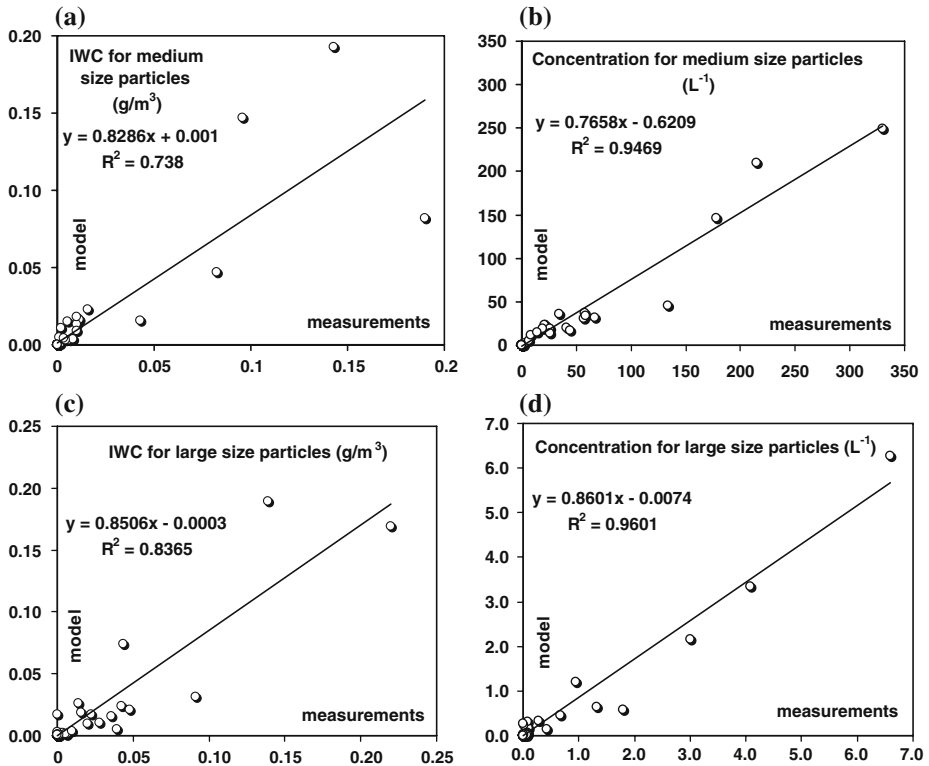 (a)
0.20
0.15
0.10
0.05
0.00
IWC for medium
size particles
(g/m³)
y = 0.8286x + 0.001
R² = 0.738
model
measurements
0
0.05
0.1
0.15
0.2
(b)
350
300
250
200
150
100
50
0
Concentration for medium size particles
(L⁻¹)
y = 0.7658x - 0.6209
R² = 0.9469
model
measurements
0
50
100
150
200
250
300
350
(c)
0.25
0.20
0.15
0.10
0.05
0.00
IWC for large size particles (g/m³)
y = 0.8506x - 0.0003
R² = 0.8365
model
measurements
0.00
0.05
0.10
0.15
0.20
0.25
(d)
7.0
6.0
5.0
4.0
3.0
2.0
1.0
0.0
Concentration for large size particles (L⁻¹)
y = 0.8601x - 0.0074
R² = 0.9601
model
measurements
0.0
1.0
2.0
3.0
4.0
5.0
6.0
7.0